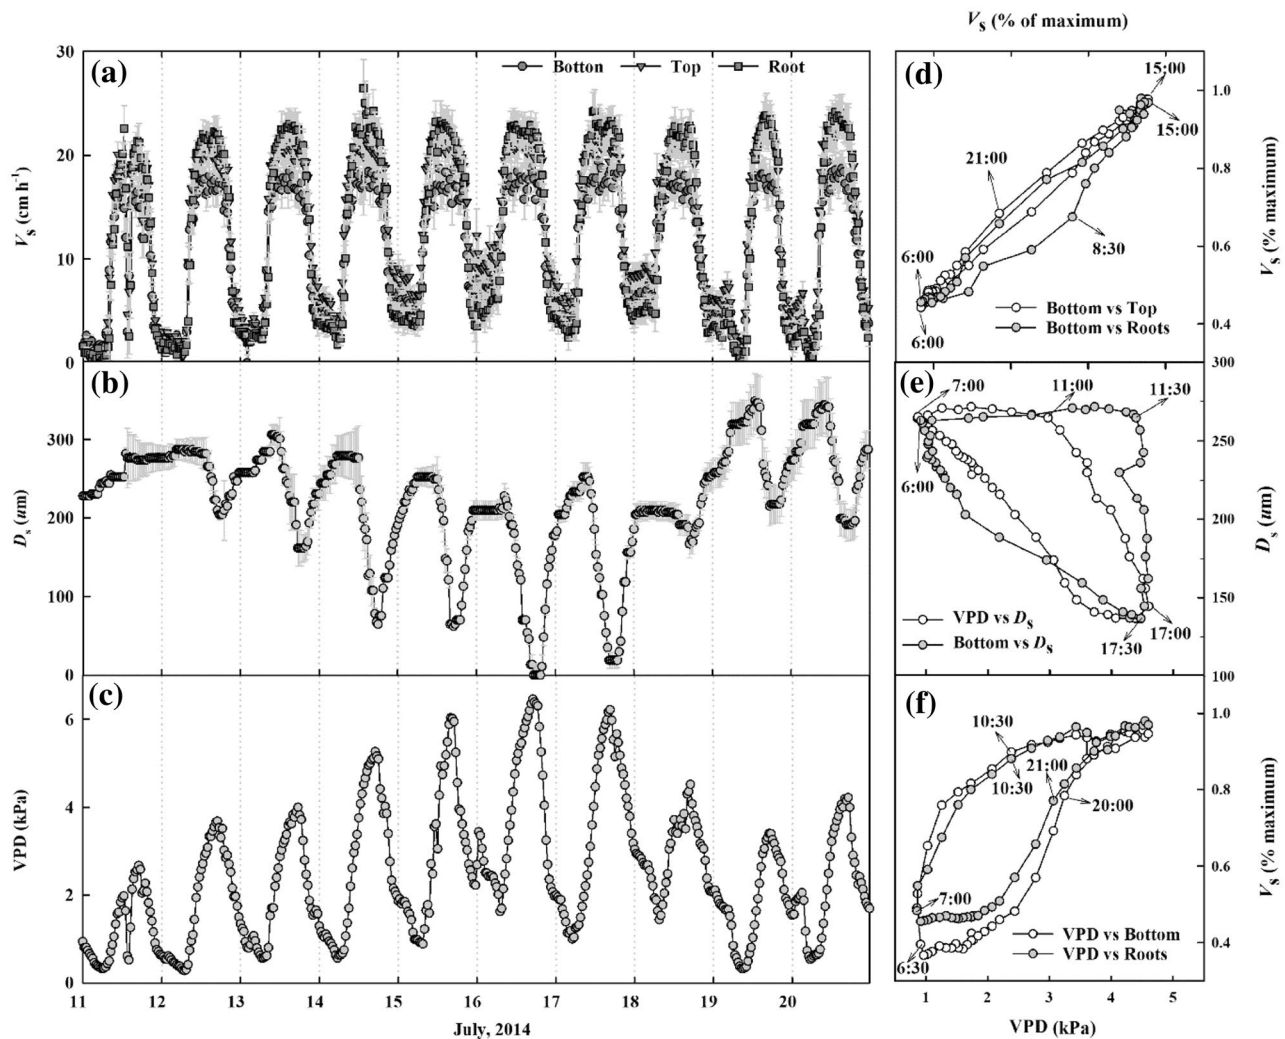 Vs (% of maximum)
(a)
Botton Top Root
30
20
10
0
Vs (cm h-1)
(d)
15:00
15:00
21:00
8:30
6:00
6:00
Bottom vs Top
Bottom vs Roots
1.0
0.8
0.6
0.4
Vs (% maximum)
(b)
300
200
100
0
Ds (um)
(e)
7:00
11:00
11:30
6:00
17:30
17:00
VPD vs Ds
Bottom vs Ds
300
250
200
150
100
Ds (um)
(c)
6
4
2
0
VPD (kPa)
(f)
10:30
10:30
21:00
20:00
7:00
6:30
VPD vs Bottom
VPD vs Roots
1.0
0.8
0.6
0.4
Vs (% maximum)
11 12 13 14 15 16 17 18 19 20
July, 2014
1 2 3 4 5
VPD (kPa)